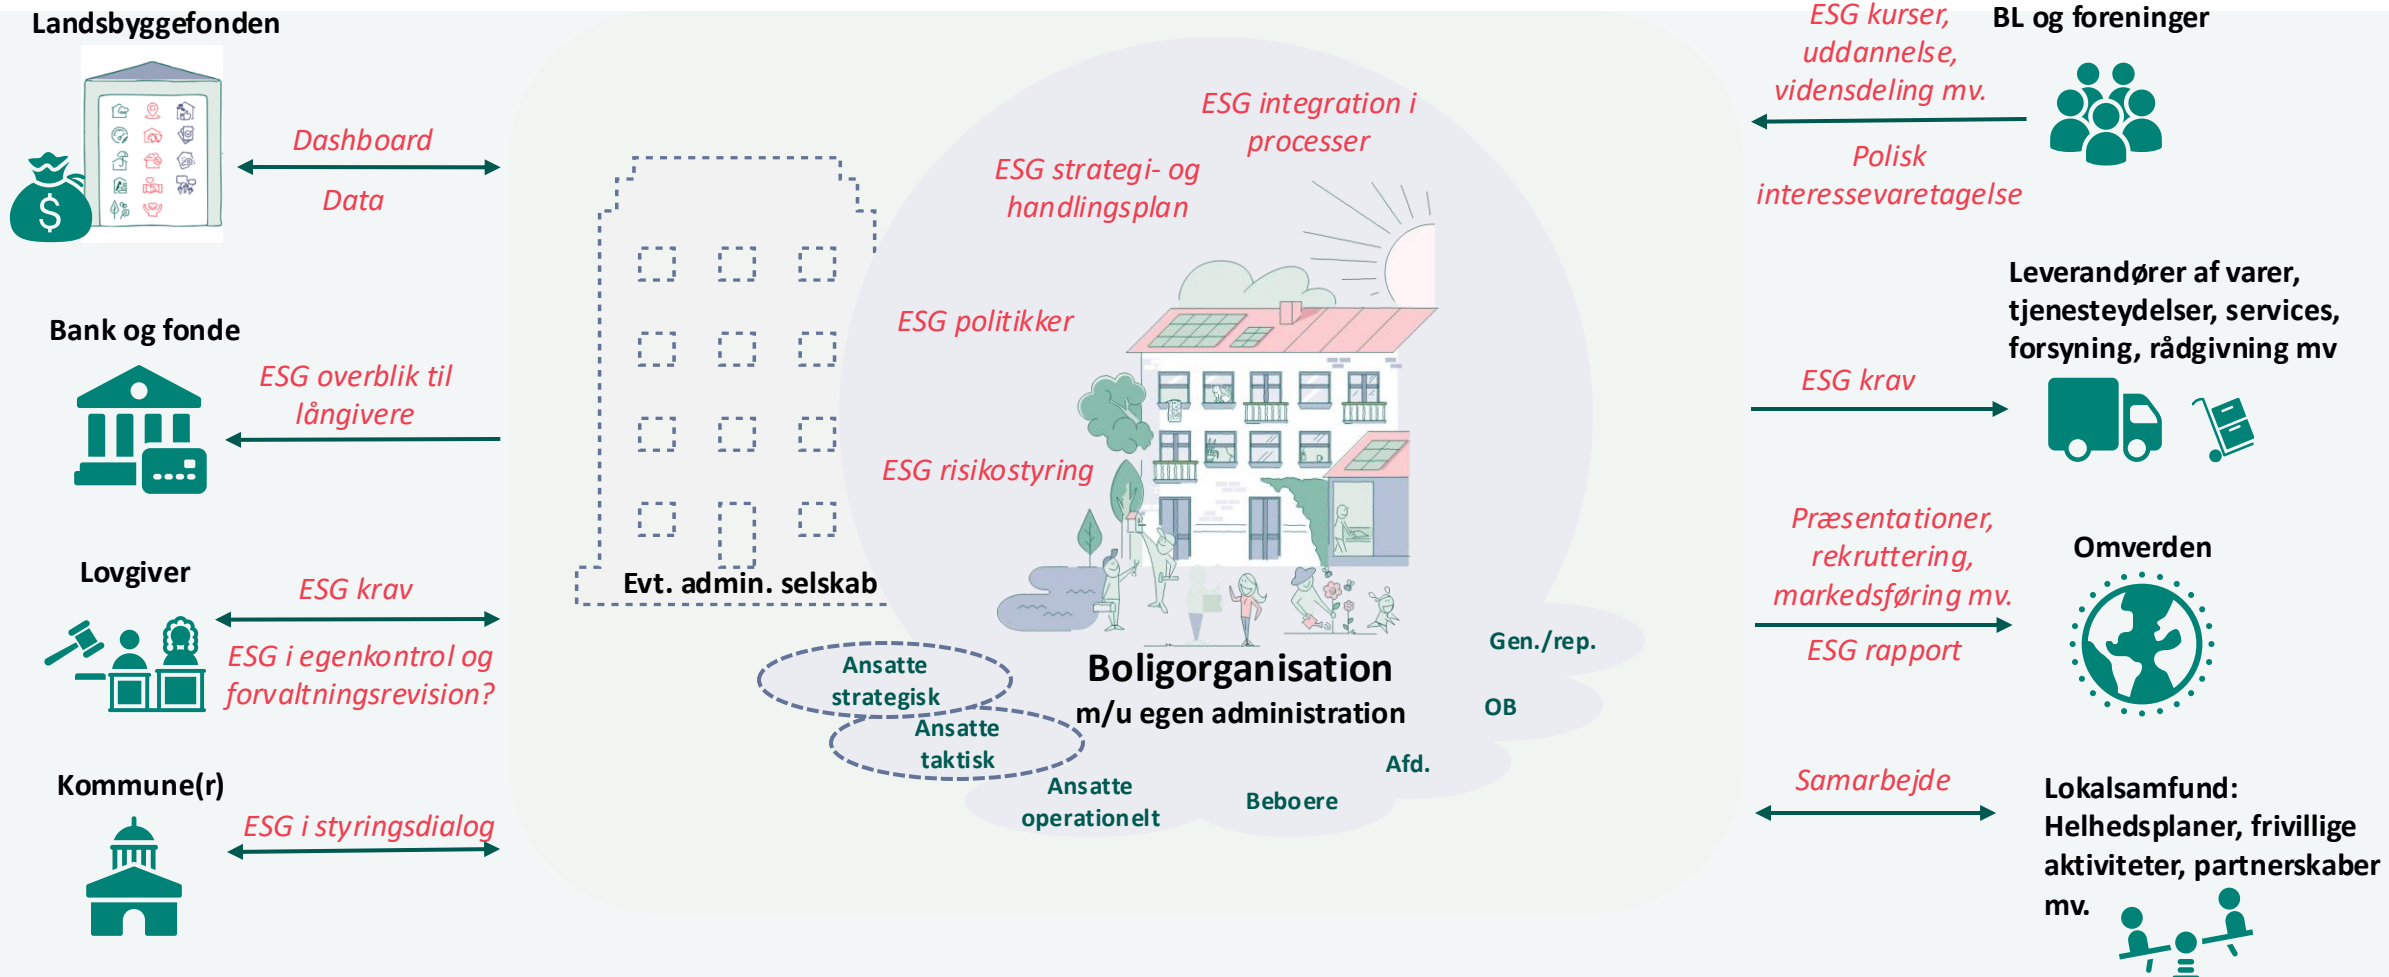 Landsbyggefonden
Dashboard
Data
$
Bank og fonde
ESG overblik til
långivere
Lovgiver
ESG krav
ESG i egenkontrol og
forvaltningsrevision?
Kommune(r)
ESG i styringsdialog
ESG integration i
processer
ESG strategi- og
handlingsplan
ESG politikker
ESG risikostyring
Evt. admin. selskab
Boligorganisation
m/u egen administration
Ansatte
strategisk
Ansatte
taktisk
Ansatte
operationelt
Beboere
Afd.
OB
Gen./rep.
ESG kurser,
uddannelse,
vidensdeling mv.
Polisk
interessevaretagelse
BL og foreninger
Leverandører af varer,
tjenesteydelser, services,
forsyning, rådgivning mv
ESG krav
Præsentationer,
rekruttering,
markedsføring mv.
ESG rapport
Omverden
Samarbejde
Lokalsamfund:
Helhedsplaner, frivillige
aktiviteter, partnerskaber
mv.